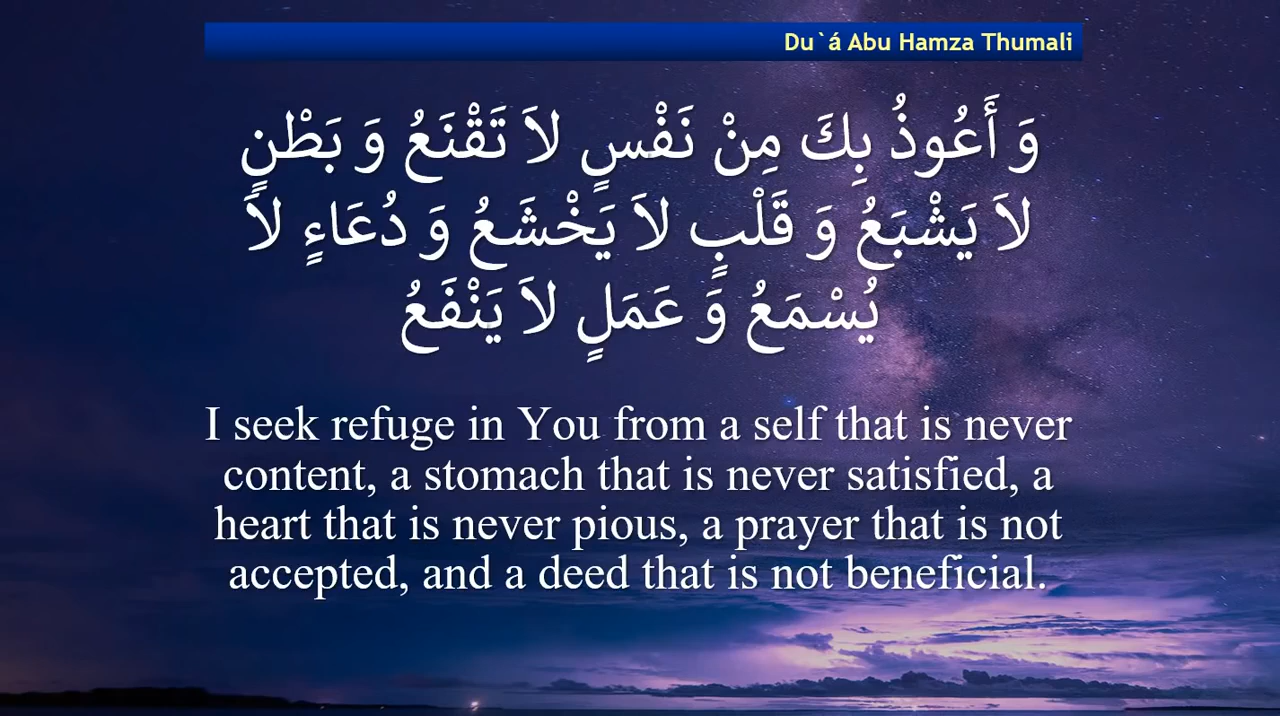 Du`á Abu Hamza Thumali
وَ أَعُوذُ بِكَ مِنْ نَفْسٍ لاَ تَقْنَعُ وَ بَطْنٍ
لاَ يَشْبَعُ وَ قَلْبٍ لاَ يَخْشَعُ وَ دُعَاءٍ لاَ
يُسْمَعُ وَ عَمَلٍ لاَ يَنْفَعُ
I seek refuge in You from a self that is never
content, a stomach that is never satisfied, a
heart that is never pious, a prayer that is not
accepted, and a deed that is not beneficial.